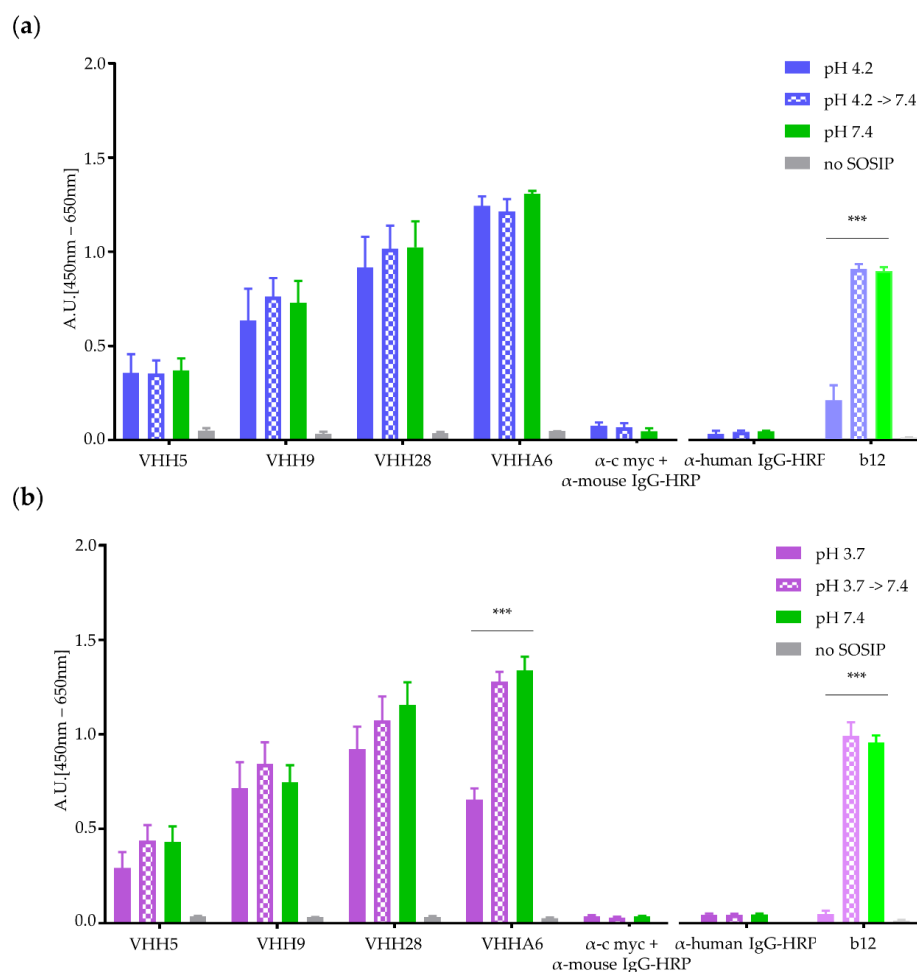 (a)
2.0
1.5
1.0
0.5
0.0
A.U.[450nm – 650nm]
pH 4.2
pH 4.2 -> 7.4
pH 7.4
no SOSIP
***
VHH5 VHH9 VHH28 VHHA6 α-c myc + α-human IgG-HRP b12
α-mouse IgG-HRP
(b)
2.0
1.5
1.0
0.5
0.0
A.U.[450nm – 650nm]
pH 3.7
pH 3.7 -> 7.4
pH 7.4
no SOSIP
***
***
VHH5 VHH9 VHH28 VHHA6 α-c myc + α-human IgG-HRP b12
α-mouse IgG-HRP